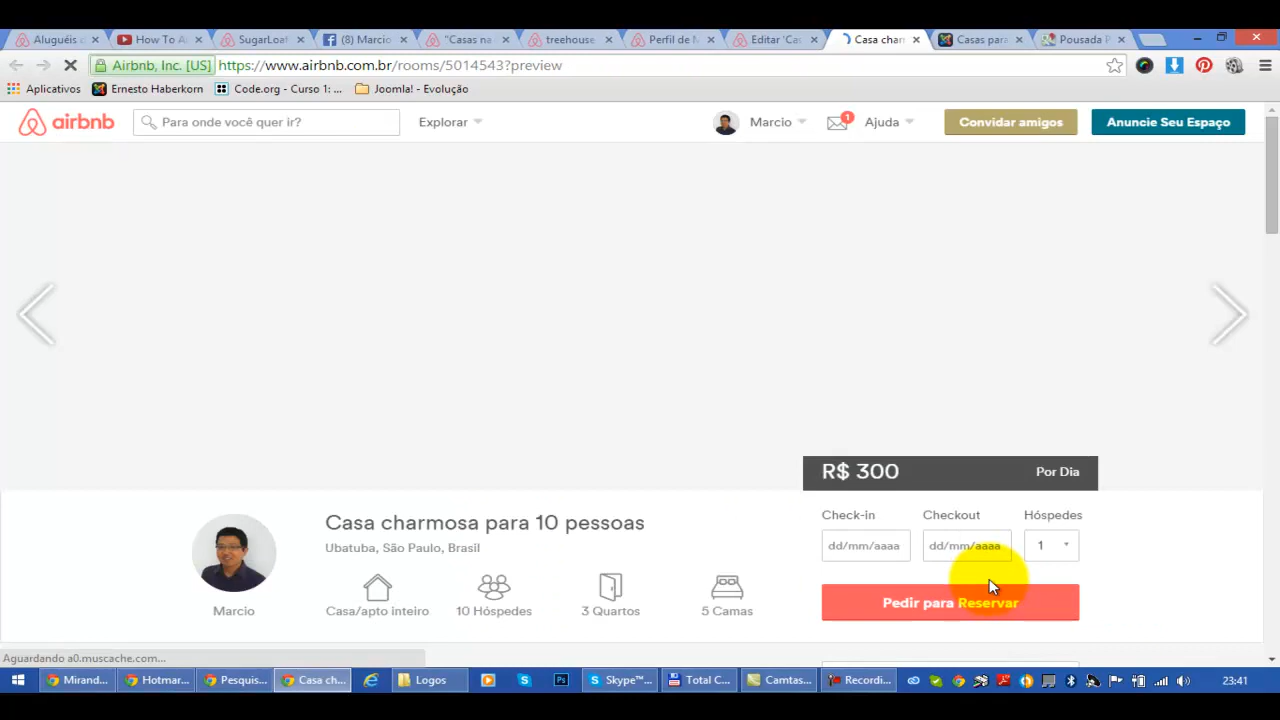 Aluguéis d
How To A
SugarLoaf
(8) Marcio
"Casas na
treehouse
Perfil de M
Editar 'Cas
Casa char
Casas para
Pousada P
Airbnb, Inc. [US]
https://www.airbnb.com.br/rooms/5014543?preview
Aplicativos
Ernesto Haberkorn
Code.org - Curso 1: ...
Joomla! - Evolução
airbnb
Para onde você quer ir?
Explorar
Marcio
1
Ajuda
Convidar amigos
Anuncie Seu Espaço
R$ 300
Por Dia
Casa charmosa para 10 pessoas
Ubatuba, São Paulo, Brasil
Check-in
Checkout
Hóspedes
dd/mm/aaaa
dd/mm/aaaa
1
Pedir para Reservar
Marcio
Casa/apto inteiro
10 Hóspedes
3 Quartos
5 Camas
Aguardando a0.muscache.com...
Mirand...
Hotmar...
Pesquis...
Casa ch...
Logos
Skype™...
Total C...
Camtas...
Recordi...
23:41